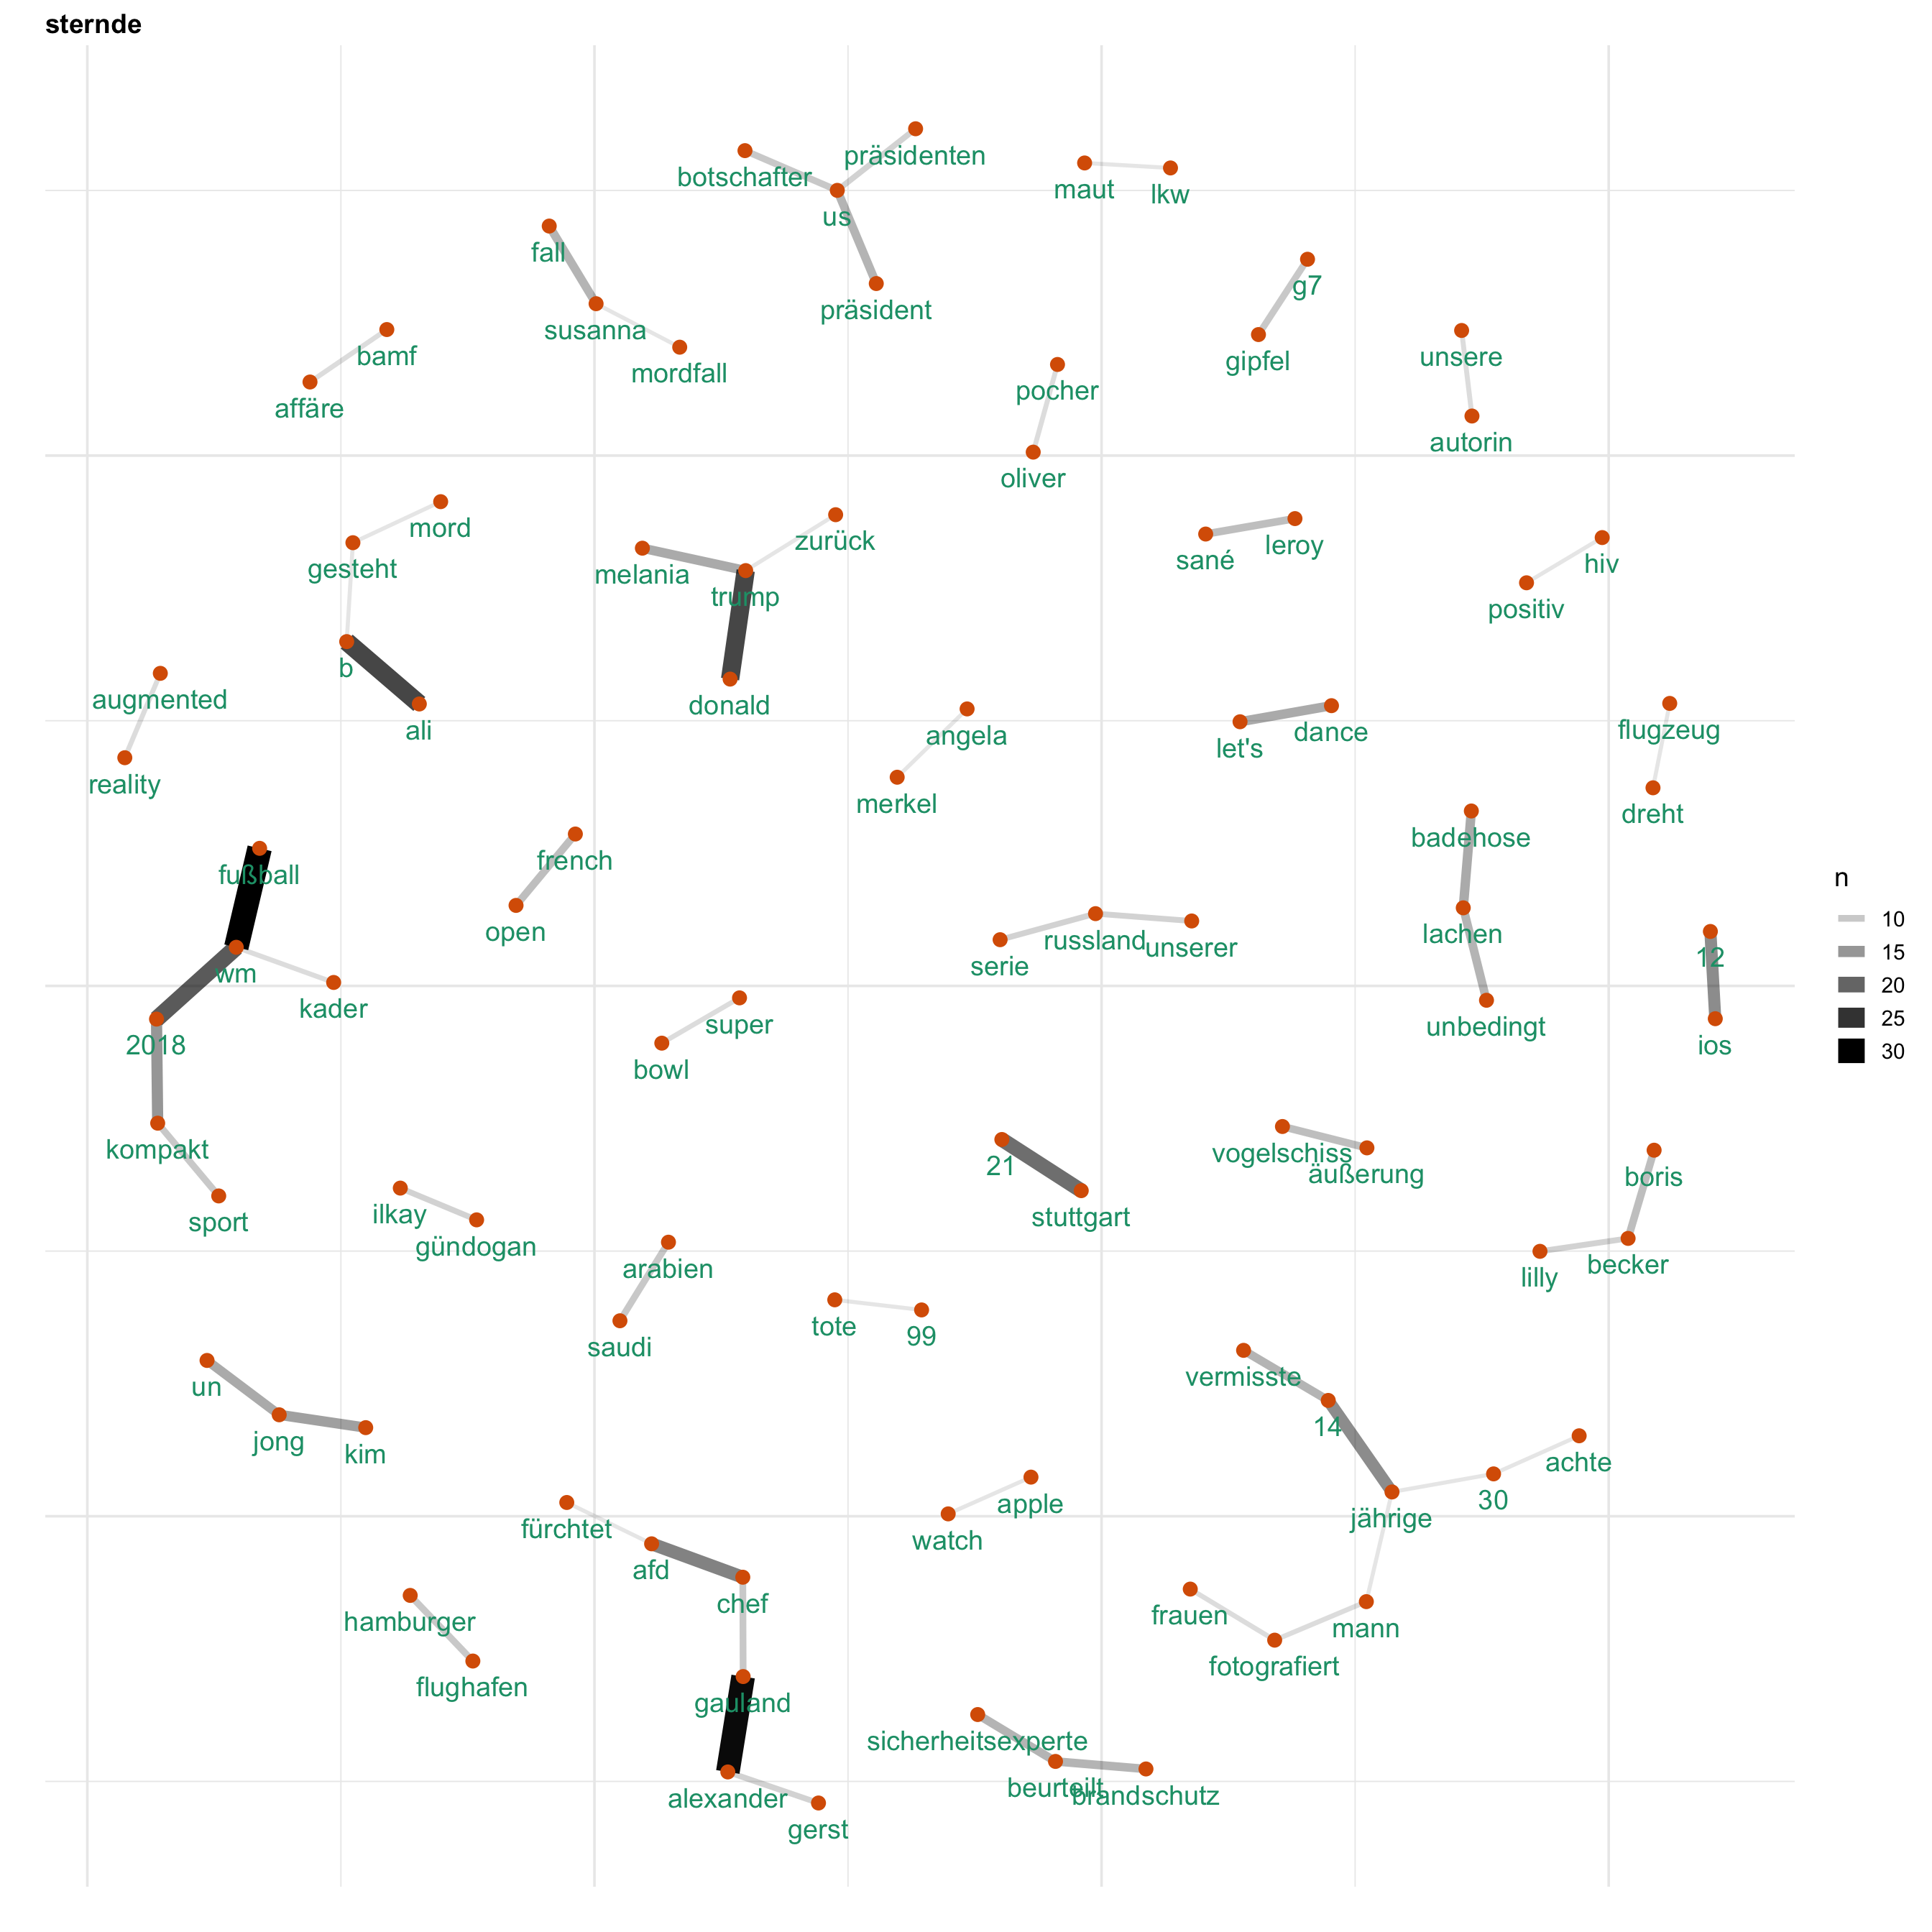 sternde
präsidenten
botschafter
maut
lkw
us
fall
g7
präsident
susanna
bamf
unsere
gipfel
mordfall
pocher
affäre
autorin
oliver
mord
zurück
leroy
sané
hiv
gesteht
melania
trump
positiv
b
augmented
donald
ali
angela
dance
flugzeug
let's
reality
merkel
dreht
badehose
french
fußball
n
10
open
lachen
russland
unserer
15
12
serie
wm
20
kader
super
unbedingt
25
2018
ios
30
bowl
kompakt
vogelschiss
21
äußerung
boris
ilkay
stuttgart
sport
gündogan
arabien
becker
lilly
tote
99
saudi
vermisste
un
14
jong
kim
achte
30
apple
jährige
fürchtet
watch
afd
chef
frauen
hamburger
mann
fotografiert
flughafen
gauland
sicherheitsexperte
beurteilt
brandschutz
alexander
gerst